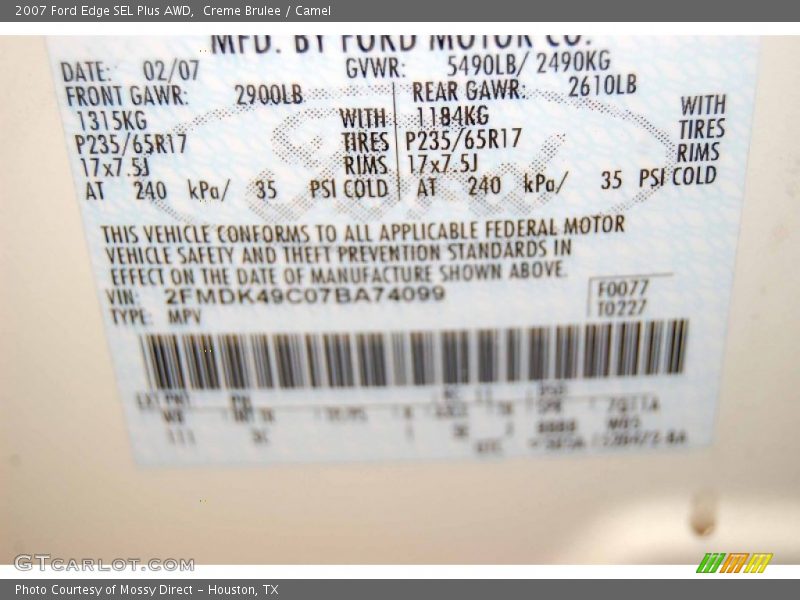 2007 Ford Edge SEL Plus AWD, Creme Brulee / Camel
MFD. BY FORD MOTOR CO.
DATE: 02/07 GVWR: 5490LB/ 2490KG
FRONT GAWR: 2900LB REAR GAWR: 2610LB
1315KG WITH 1184KG WITH
P235/65R17 TIRES P235/65R17 TIRES
17x7.5J RIMS 17x7.5J RIMS
AT 240 kPa/ 35 PSI COLD AT 240 kPa/ 35 PSI COLD
THIS VEHICLE CONFORMS TO ALL APPLICABLE FEDERAL MOTOR
VEHICLE SAFETY AND THEFT PREVENTION STANDARDS IN
EFFECT ON THE DATE OF MANUFACTURE SHOWN ABOVE.
VIN: 2FMDK49C07BA74099 F0077
TYPE: MPV T0227
EXT PNT
WB
111
GTCARLOT.COM
Photo Courtesy of Mossy Direct – Houston, TX